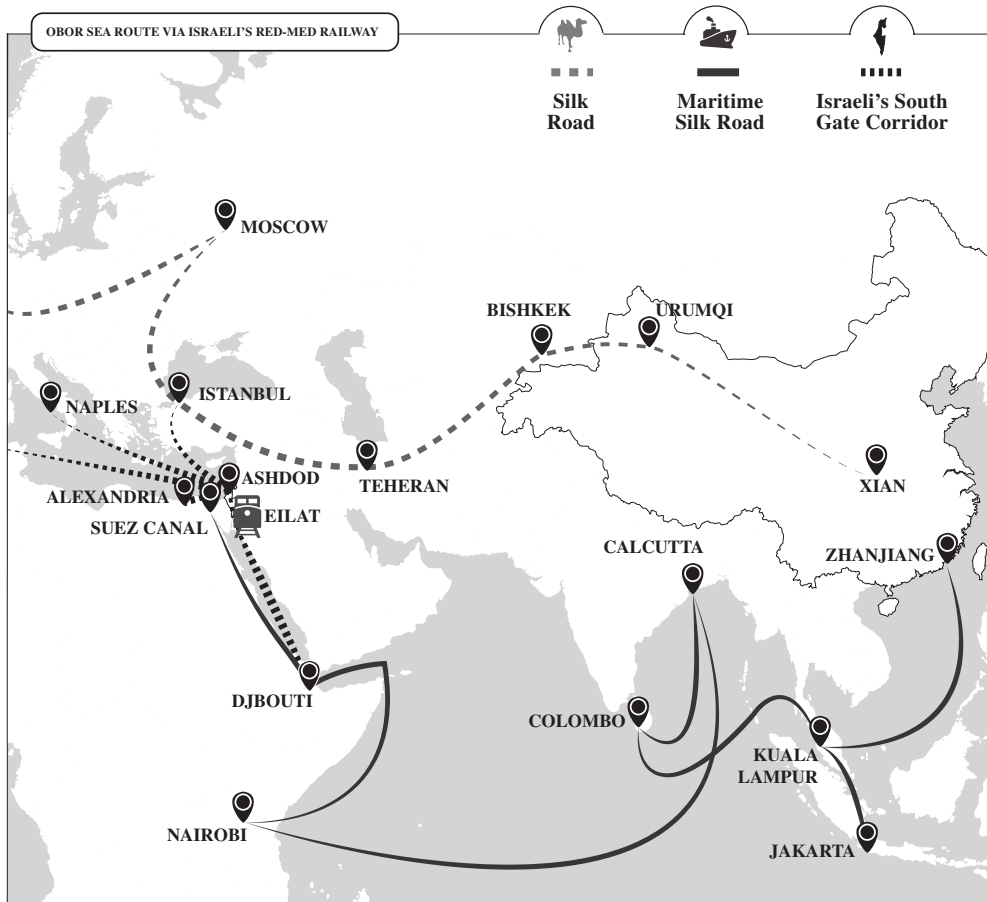 OBOR SEA ROUTE VIA ISRAELI'S RED-MED RAILWAY
Silk
Road
Maritime
Silk Road
Israeli's South
Gate Corridor
MOSCOW
BISHKEK
URUMQI
ISTANBUL
NAPLES
ASHDOD
TEHERAN
XIAN
ALEXANDRIA
EILAT
SUEZ CANAL
CALCUTTA
ZHANJIANG
DJBOUTI
COLOMBO
KUALA
LAMPUR
NAIROBI
JAKARTA